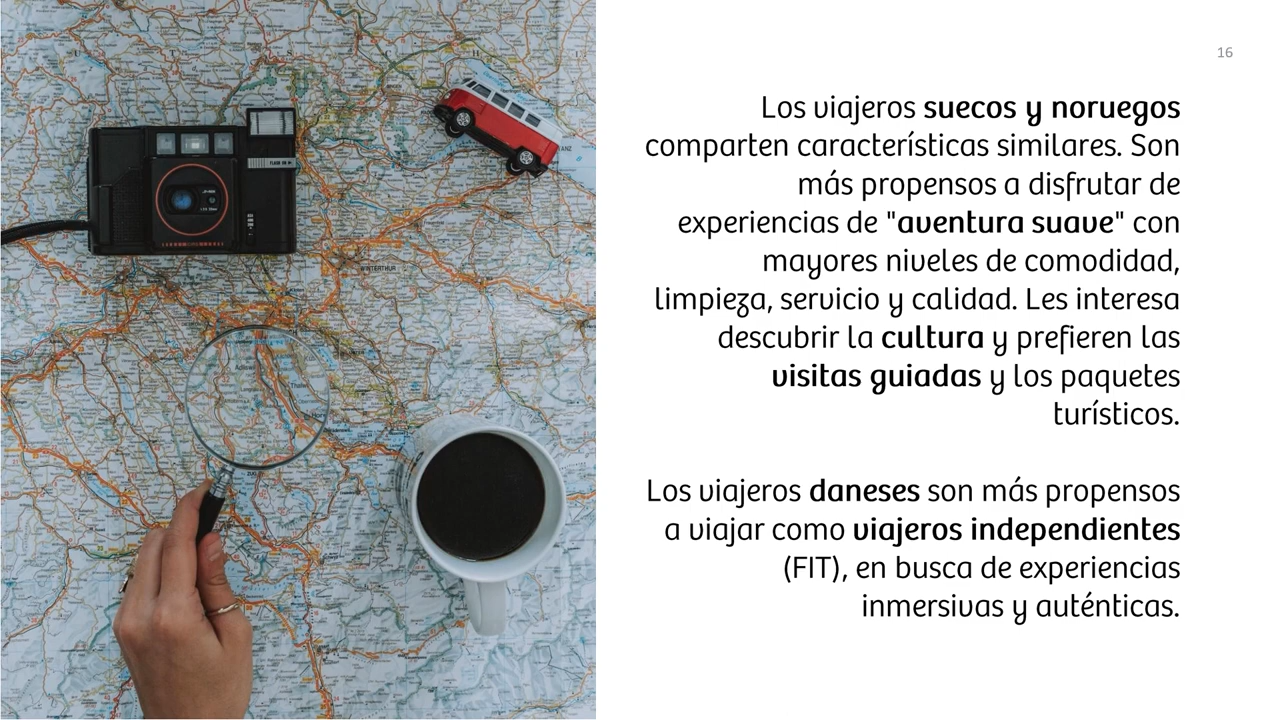 16
Los viajeros suecos y noruegos
comparten características similares. Son
más propensos a disfrutar de
experiencias de "aventura suave" con
mayores niveles de comodidad,
limpieza, servicio y calidad. Les interesa
descubrir la cultura y prefieren las
visitas guiadas y los paquetes
turísticos.
Los viajeros daneses son más propensos
a viajar como viajeros independientes
(FIT), en busca de experiencias
inmersivas y auténticas.
WINTERTHUR